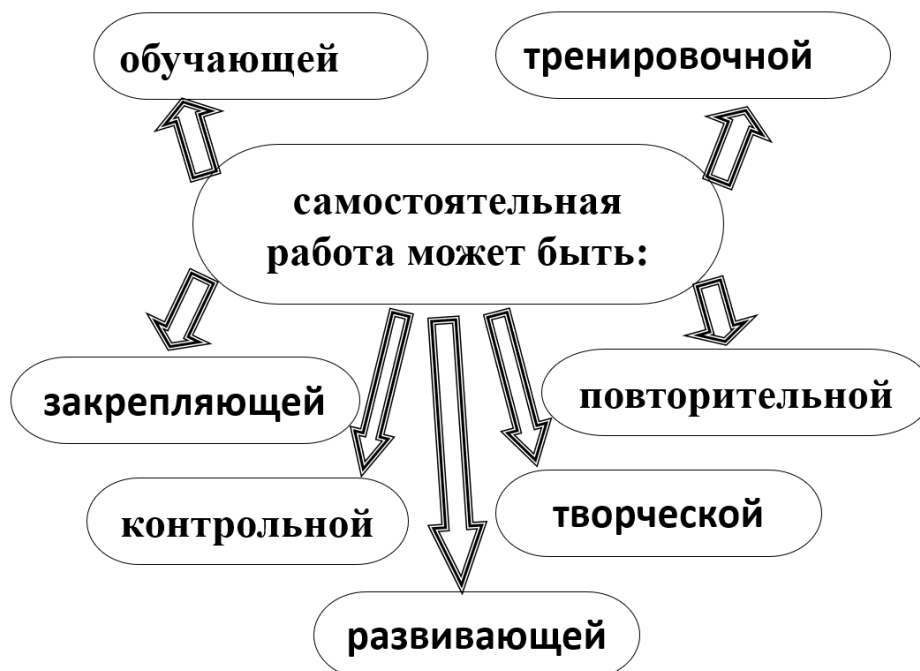 обучающей
тренировочной
самостоятельная
работа может быть:
закрепляющей
повторительной
контрольной
творческой
развивающей